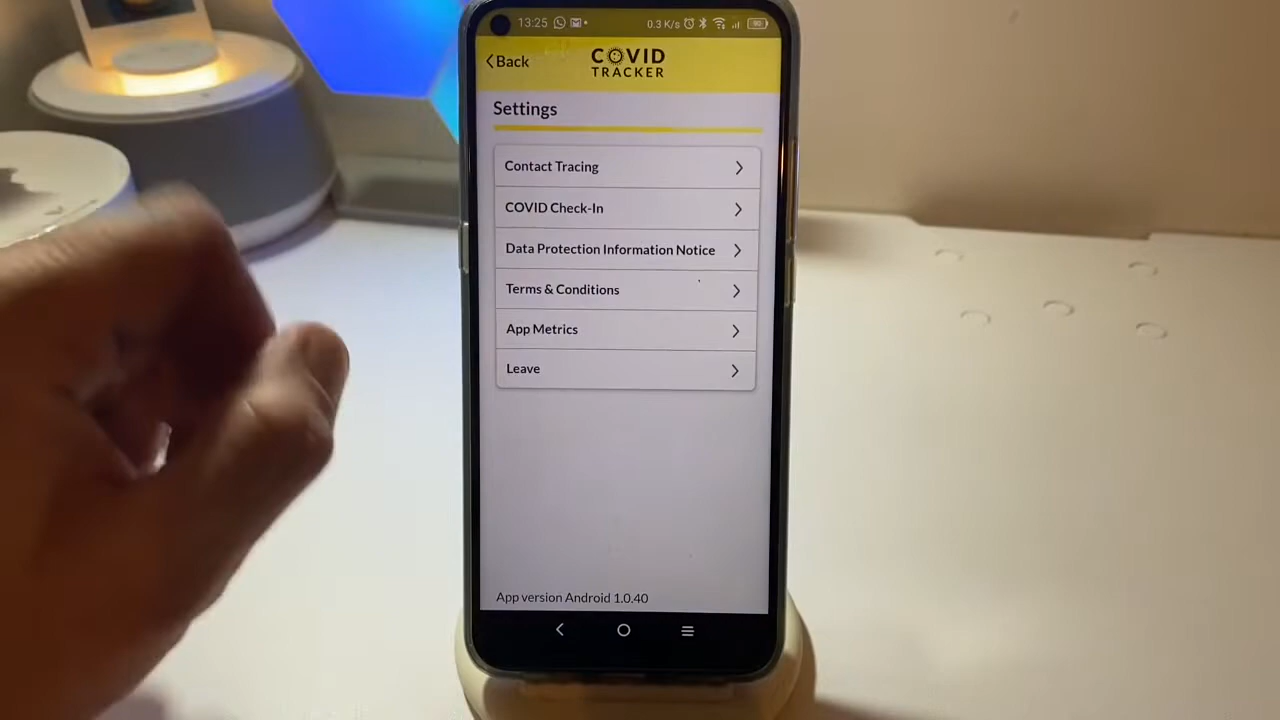 13:25
0.3 K/s
90
Back
COVID
TRACKER
Settings
Contact Tracing
COVID Check-In
Data Protection Information Notice
Terms & Conditions
App Metrics
Leave
App version Android 1.0.40